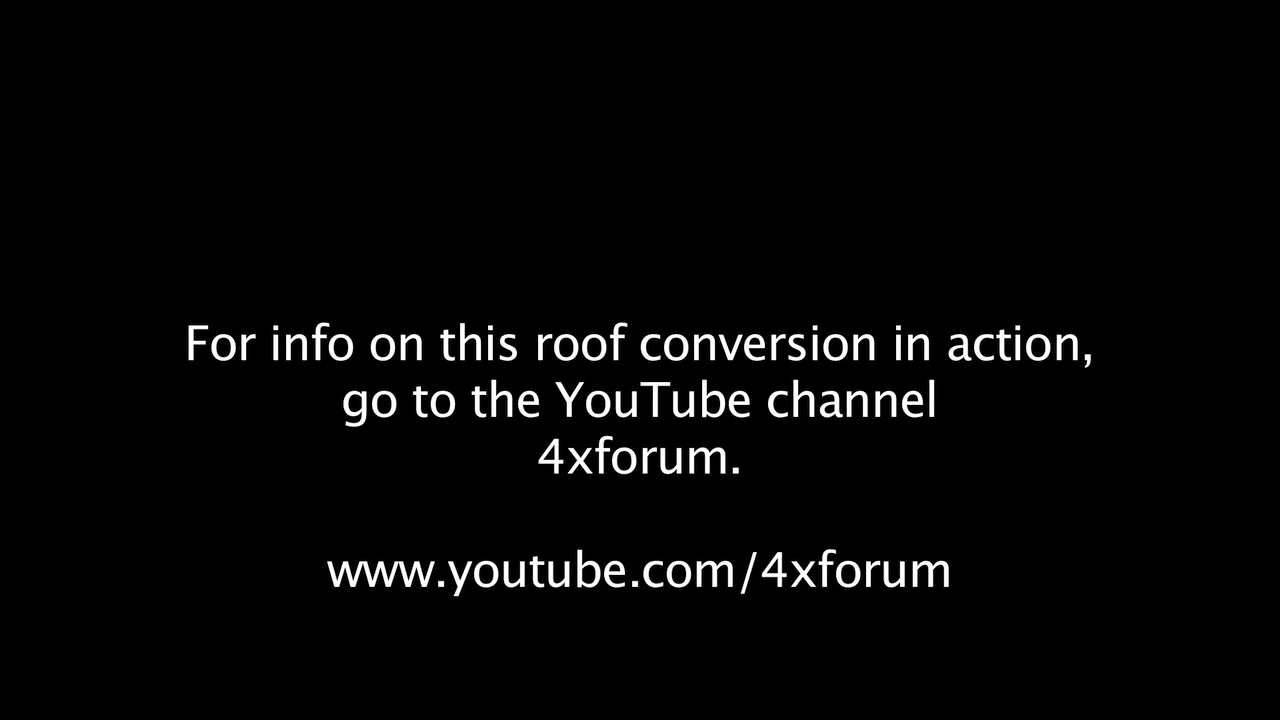 For info on this roof conversion in action,
go to the YouTube channel
4xforum.
www.youtube.com/4xforum